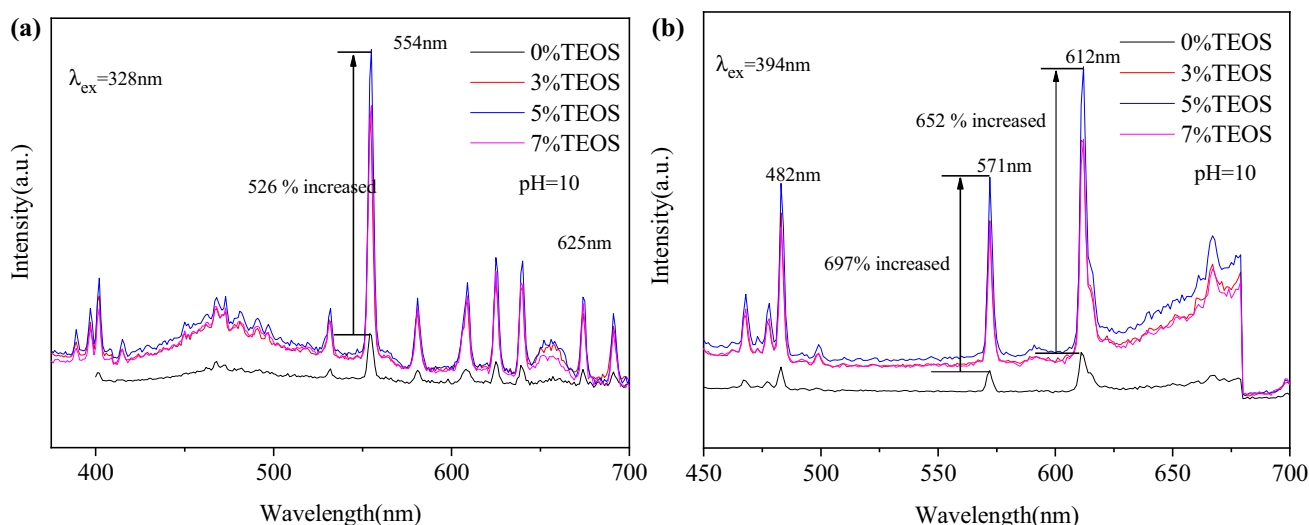 (a)
554nm
λex=328nm
0%TEOS
3%TEOS
5%TEOS
7%TEOS
526 % increased
pH=10
625nm
Intensity(a.u.)
400
500
600
700
Wavelength(nm)
(b)
612nm
λex=394nm
0%TEOS
3%TEOS
5%TEOS
7%TEOS
652 % increased
482nm
571nm
pH=10
697% increased
Intensity(a.u.)
450
500
550
600
650
700
Wavelength(nm)